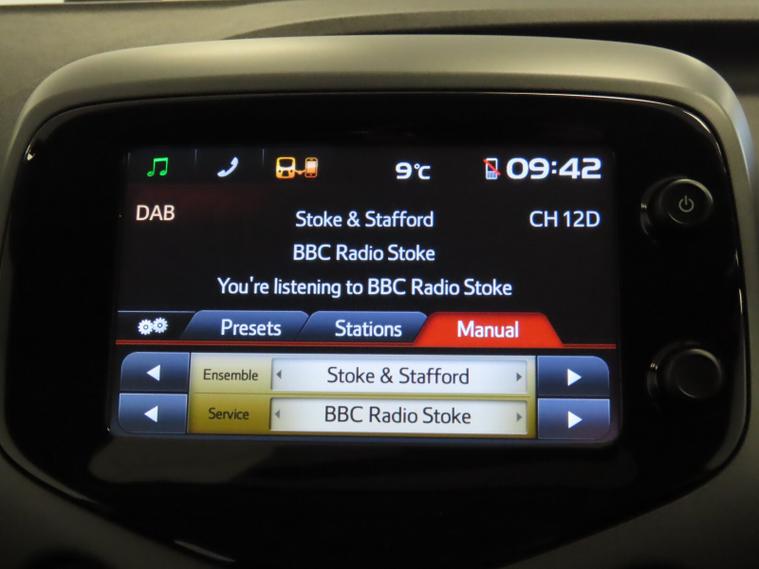 9°C 09:42
DAB Stoke & Stafford CH 12D
BBC Radio Stoke
You're listening to BBC Radio Stoke
Presets Stations Manual
Ensemble Stoke & Stafford
Service BBC Radio Stoke